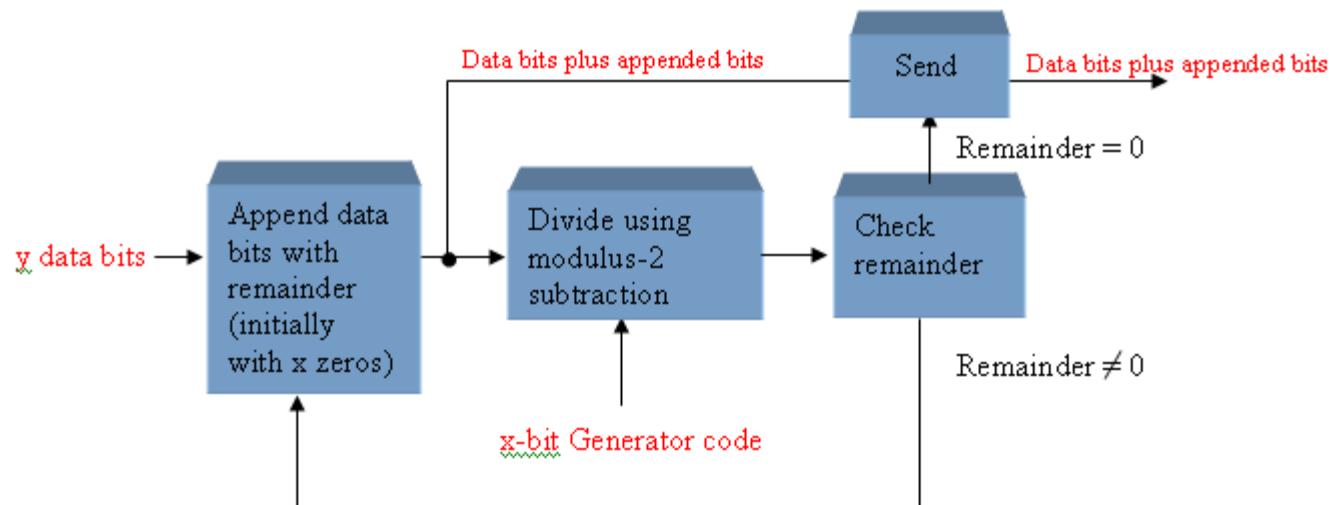 Data bits plus appended bits
Send
Data bits plus appended bits
Remainder = 0
y data bits
Append data
bits with
remainder
(initially
with x zeros)
Divide using
modulus-2
subtraction
Check
remainder
Remainder ≠ 0
x-bit Generator code